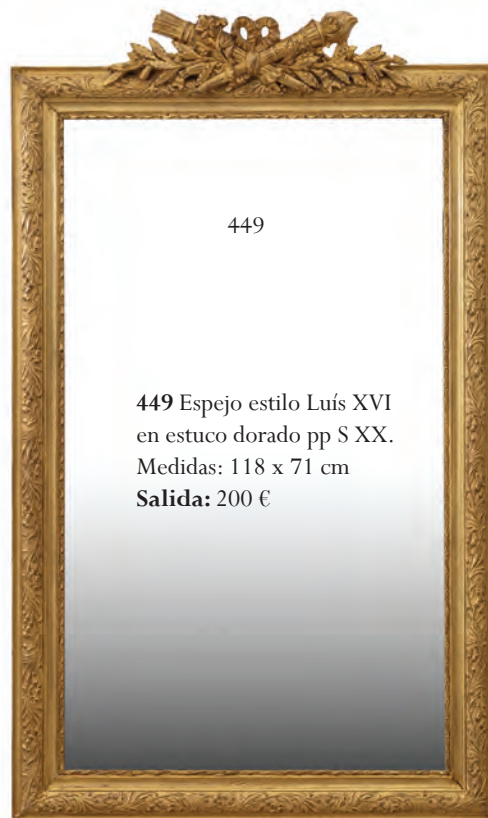 449
449 Espejo estilo Luís XVI
en estuco dorado pp S XX.
Medidas: 118 x 71 cm
Salida: 200 €